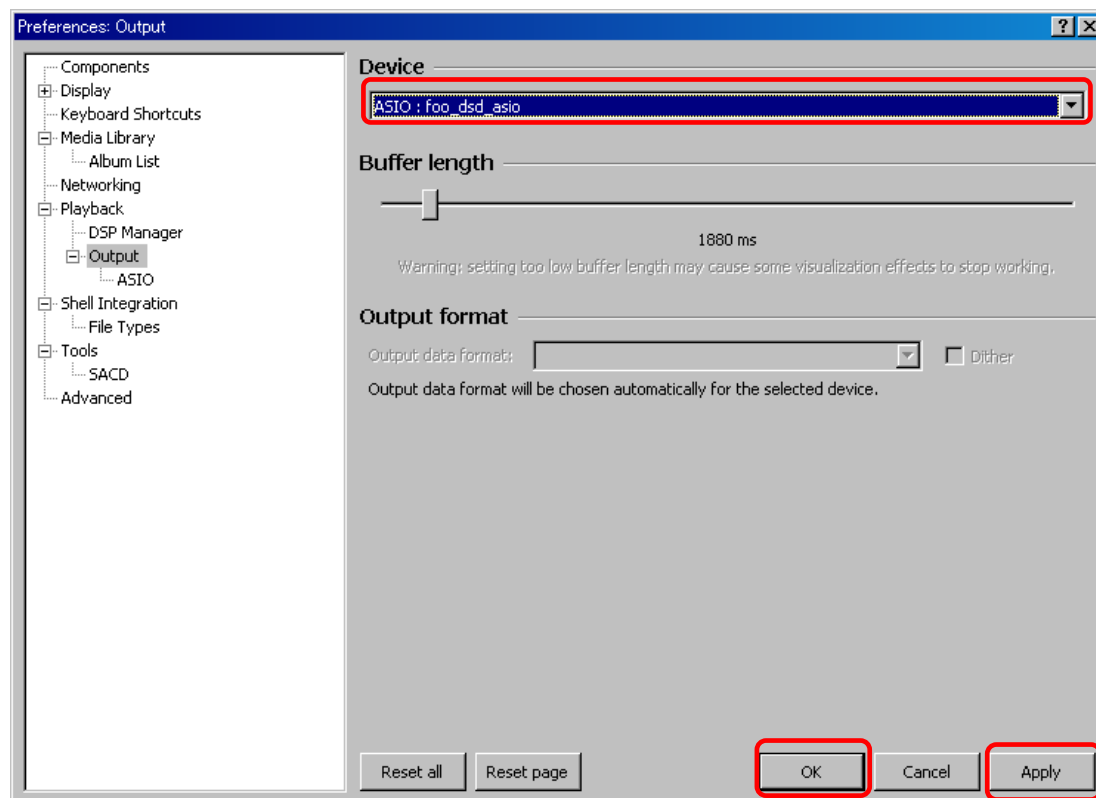 Preferences: Output
Components
Display
Keyboard Shortcuts
Media Library
Album List
Networking
Playback
DSP Manager
Output
ASIO
Shell Integration
File Types
Tools
SACD
Advanced
Device
ASIO : foo_dsd_asio
Buffer length
1880 ms
Warning: setting too low buffer length may cause some visualization effects to stop working.
Output format
Output data format:
Dither
Output data format will be chosen automatically for the selected device.
Reset all
Reset page
OK
Cancel
Apply